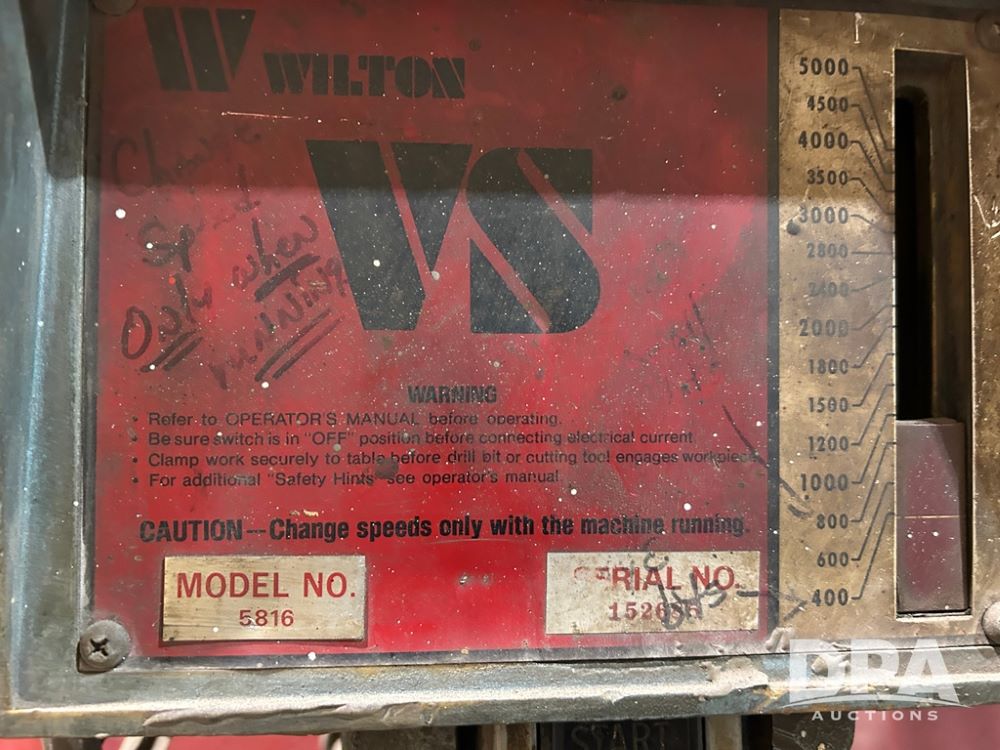 W WILTON®
VS
Change
Sp
Only when
running
WARNING
• Refer to OPERATOR'S MANUAL before operating.
• Be sure switch is in "OFF" position before connecting electrical current
• Clamp work securely to table before drill bit or cutting tool engages workpiece
• For additional "Safety Hints" see operator's manual
CAUTION—Change speeds only with the machine running.
MODEL NO.
5816
SERIAL NO.
5000
4500
4000
3500
3000
2800
2400
2000
1800
1500
1200
1000
800
600
400
START
DPA
AUCTIONS